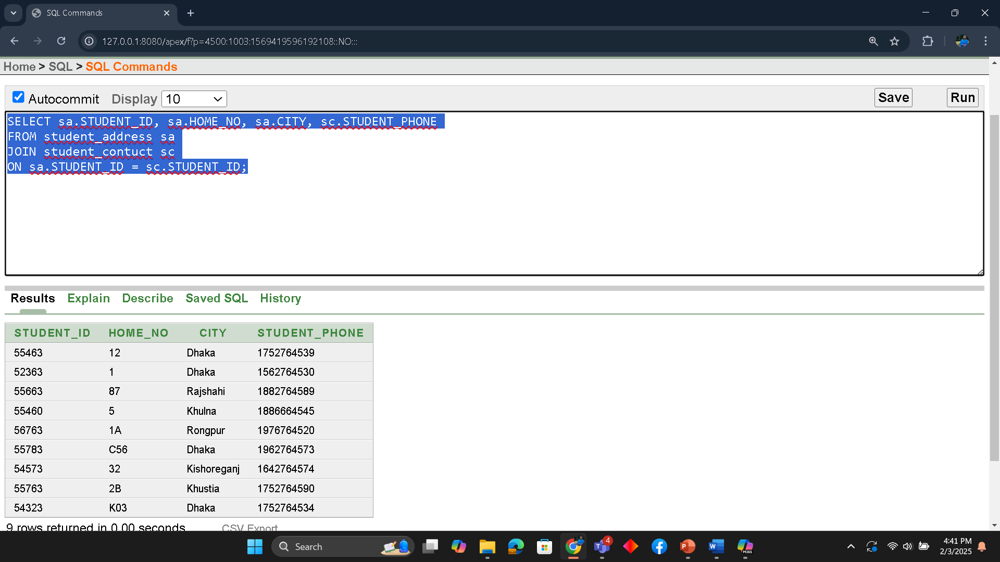 SQL Commands
127.0.0.1:8080/apex/f?p=4500:1003:1569419596192108::NO:::
Home > SQL > SQL Commands
Autocommit Display 10 Save Run
SELECT sa.STUDENT_ID, sa.HOME_NO, sa.CITY, sc.STUDENT_PHONE
FROM student_address sa
JOIN student_contuct sc
ON sa.STUDENT_ID = sc.STUDENT_ID;
Results Explain Describe Saved SQL History
STUDENT_ID HOME_NO CITY STUDENT_PHONE
55463 12 Dhaka 1752764539
52363 1 Dhaka 1562764530
55663 87 Rajshahi 1882764589
55460 5 Khulna 1886664545
56763 1A Rongpur 1976764520
55783 C56 Dhaka 1962764573
54573 32 Kishoreganj 1642764574
55763 2B Khustia 1752764590
54323 K03 Dhaka 1752764534
9 rows returned in 0.00 seconds CSV Export
Search 4 M365 4:41 PM
2/3/2025